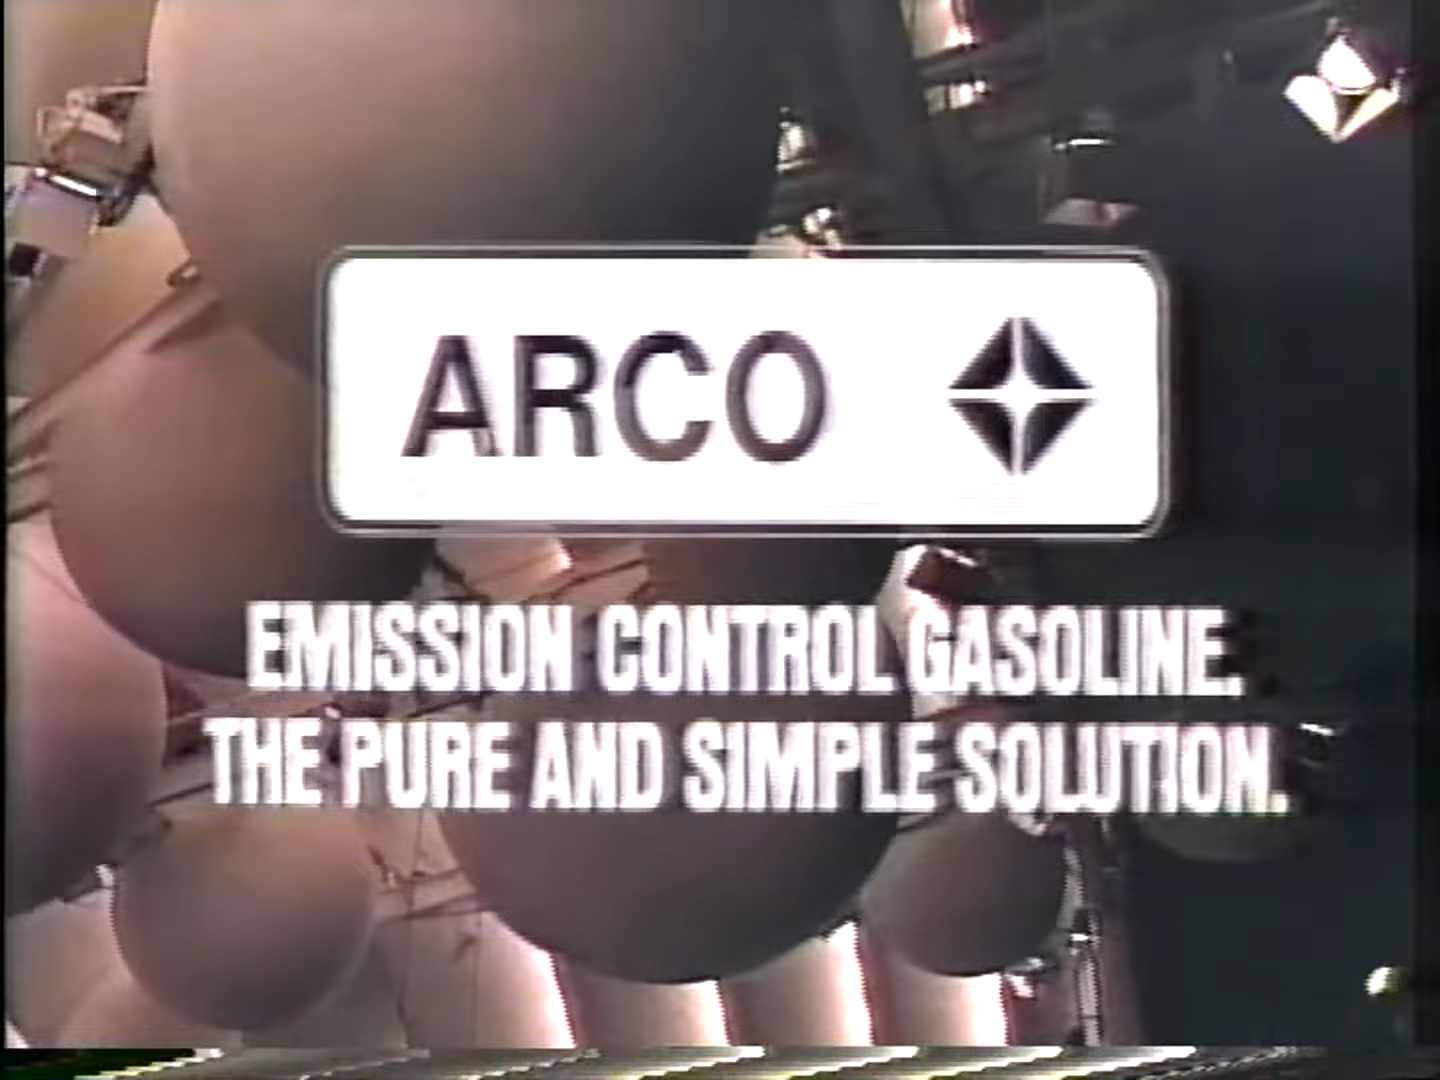 ARCO
EMISSION CONTROL GASOLINE.
THE PURE AND SIMPLE SOLUTION.